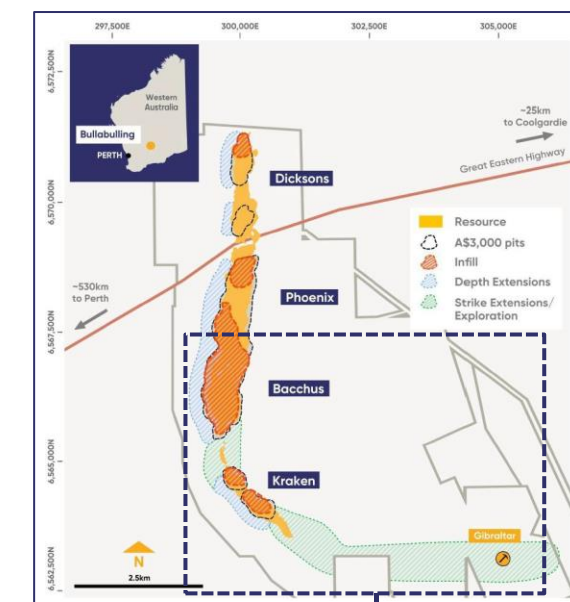 297,500E
300,000E
302,500E
305,000E
6,572,500N
6,570,000N
6,567,500N
6,565,000N
6,562,500N
Western
Australia
Bullabulling
PERTH
~25km
to Coolgardie
Great Eastern Highway
Dicksons
Resource
A$3,000 pits
Infill
Depth Extensions
Strike Extensions/
Exploration
~530km
to Perth
Phoenix
Bacchus
Kraken
Gibraltar
N
2.5km